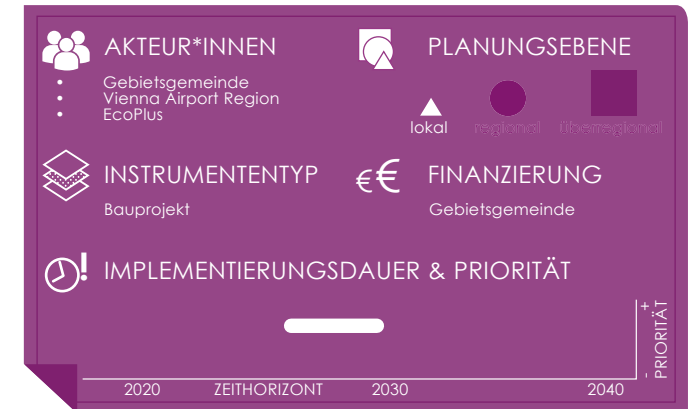 AKTEUR*INNEN
• Gebietsgemeinde
• Vienna Airport Region
• EcoPlus
PLANUNGSEBENE
lokal regional überregional
INSTRUMENTENTYP
Bauprojekt
€€ FINANZIERUNG
Gebietsgemeinde
! IMPLEMENTIERUNGSDAUER & PRIORITÄT
- PRIORITÄT +
2020 ZEITHORIZONT 2030 2040